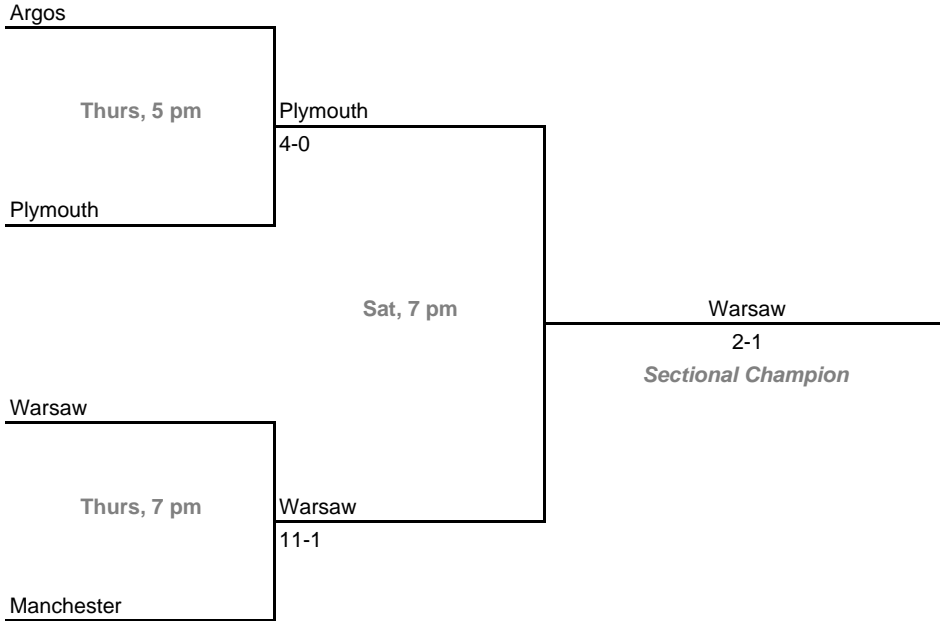 Argos
Thurs, 5 pm
Plymouth
4-0
Plymouth
Sat, 7 pm
Warsaw
2-1
Sectional Champion
Warsaw
Thurs, 7 pm
Warsaw
11-1
Manchester